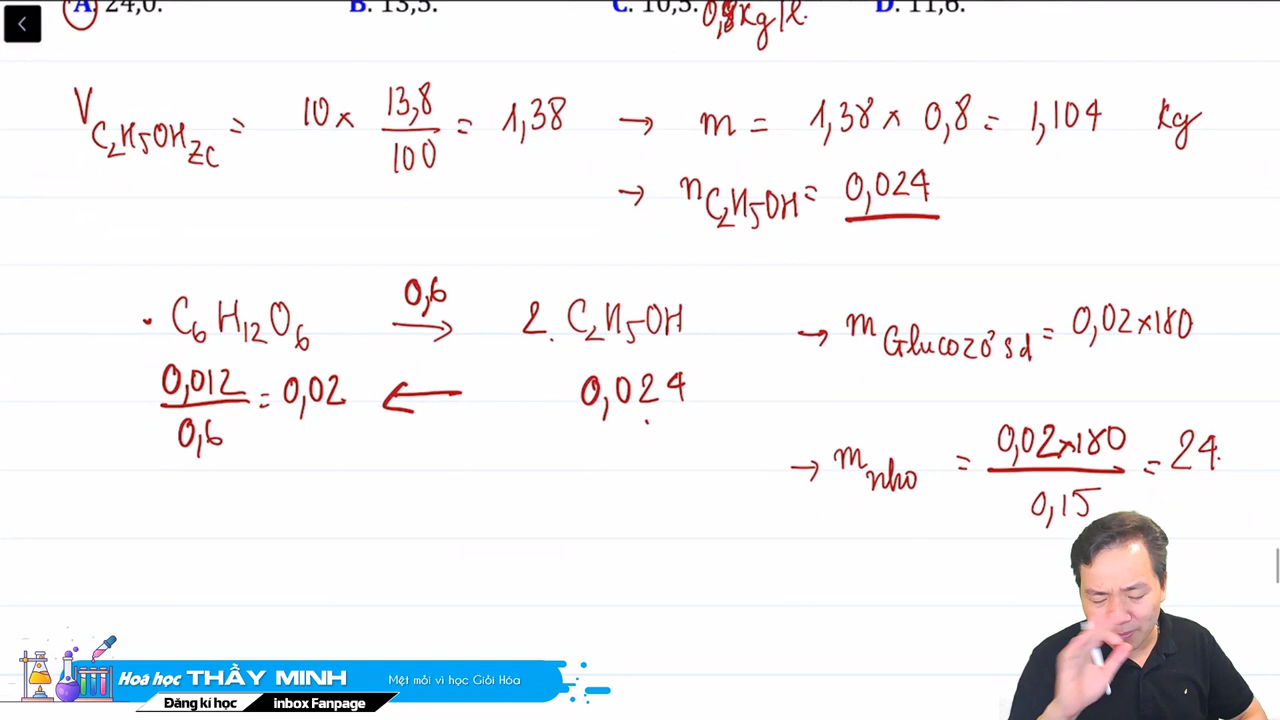 A. 24,0. B. 13,5. C. 10,5. D. 11,6.
0,8kg/l.
V C₂H₅OH zc = 10 × 13,8/100 = 1,38 → m = 1,38 × 0,8 = 1,104 kg
→ n C₂H₅OH = 0,024
• C₆H₁₂O₆ 0,6 → 2. C₂H₅OH
0,012/0,6 = 0,02 ← 0,024
→ m Glucozơ sd = 0,02×180
→ m nho = 0,02×180/0,15 = 24.
Hoá học THẦY MINH
Mệt mỏi vì học Giỏi Hóa
Đăng kí học inbox Fanpage